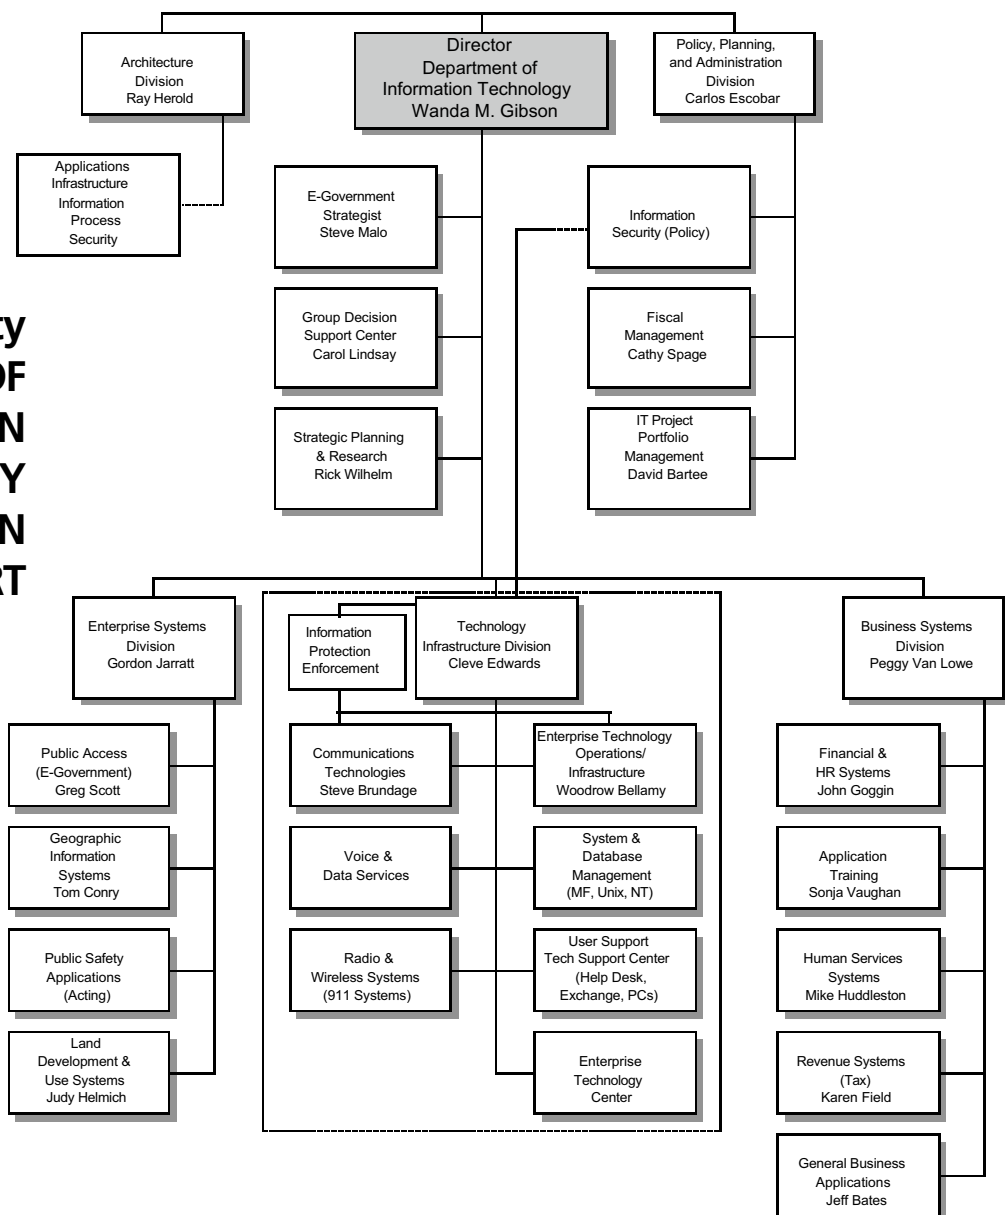 Architecture
Division
Ray Herold
Director
Department of
Information Technology
Wanda M. Gibson
Policy, Planning,
and Administration
Division
Carlos Escobar
Applications
Infrastructure
Information
Process
Security
E-Government
Strategist
Steve Malo
Information
Security (Policy)
Group Decision
Support Center
Carol Lindsay
Fiscal
Management
Cathy Spage
Strategic Planning
& Research
Rick Wilhelm
IT Project
Portfolio
Management
David Bartee
ty
OF
N
Y
N
RT
Enterprise Systems
Division
Gordon Jarratt
Information
Protection
Enforcement
Technology
Infrastructure Division
Cleve Edwards
Business Systems
Division
Peggy Van Lowe
Public Access
(E-Government)
Greg Scott
Communications
Technologies
Steve Brundage
Enterprise Technology
Operations/
Infrastructure
Woodrow Bellamy
Financial &
HR Systems
John Goggin
Geographic
Information
Systems
Tom Conry
Voice &
Data Services
System &
Database
Management
(MF, Unix, NT)
Application
Training
Sonja Vaughan
Public Safety
Applications
(Acting)
Radio &
Wireless Systems
(911 Systems)
User Support
Tech Support Center
(Help Desk,
Exchange, PCs)
Human Services
Systems
Mike Huddleston
Land
Development &
Use Systems
Judy Helmich
Enterprise
Technology
Center
Revenue Systems
(Tax)
Karen Field
General Business
Applications
Jeff Bates